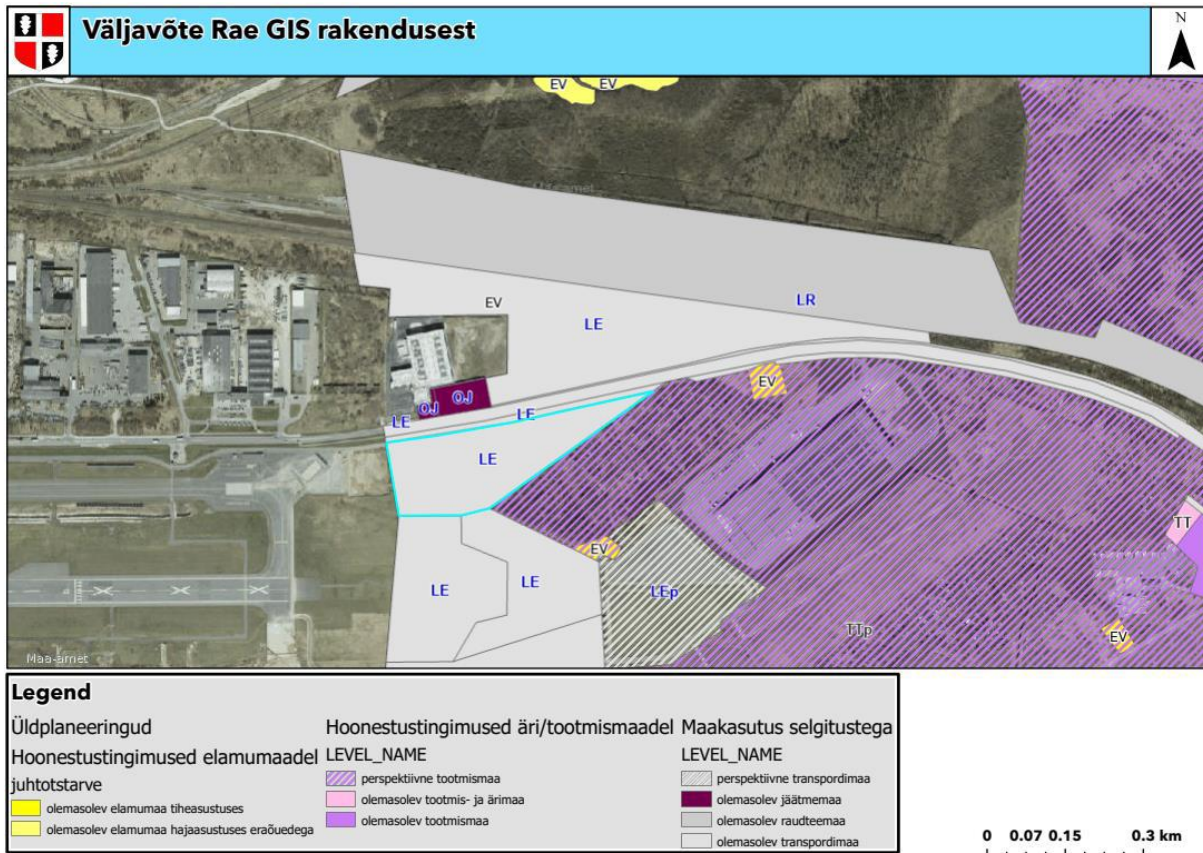 Väljavõte Rae GIS rakendusest
N
EV EV
Maa-amet
LR
EV
LE
EV
OJ OJ
LE LE
LE
TT
EV
LE LE LEp
TTp
EV
Maa-amet
Legend
Üldplaneeringud
Hoonestustingimused elamumaadel
juhtotstarve
olemasolev elamumaa tiheasustuses
olemasolev elamumaa hajaasustuses eraõuedega
Hoonestustingimused äri/tootmismaadel
LEVEL_NAME
perspektiivne tootmismaa
olemasolev tootmis- ja ärimaa
olemasolev tootmismaa
Maakasutus selgitustega
LEVEL_NAME
perspektiivne transpordimaa
olemasolev jäätmemaa
olemasolev raudteemaa
olemasolev transpordimaa
0 0.07 0.15 0.3 km